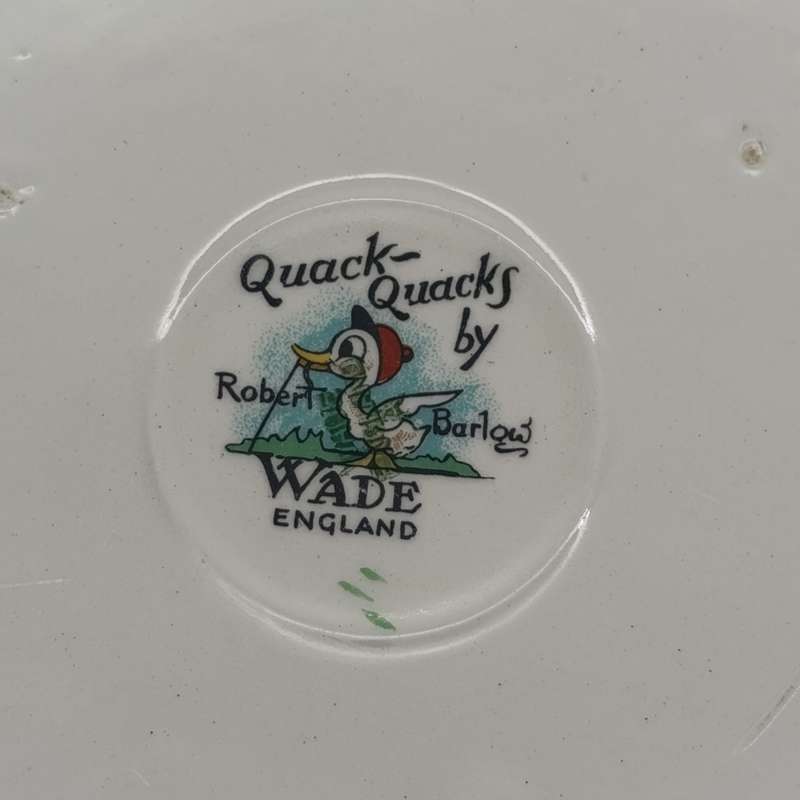 Quack-
Quacks
by
Robert Barlow
WADE
ENGLAND